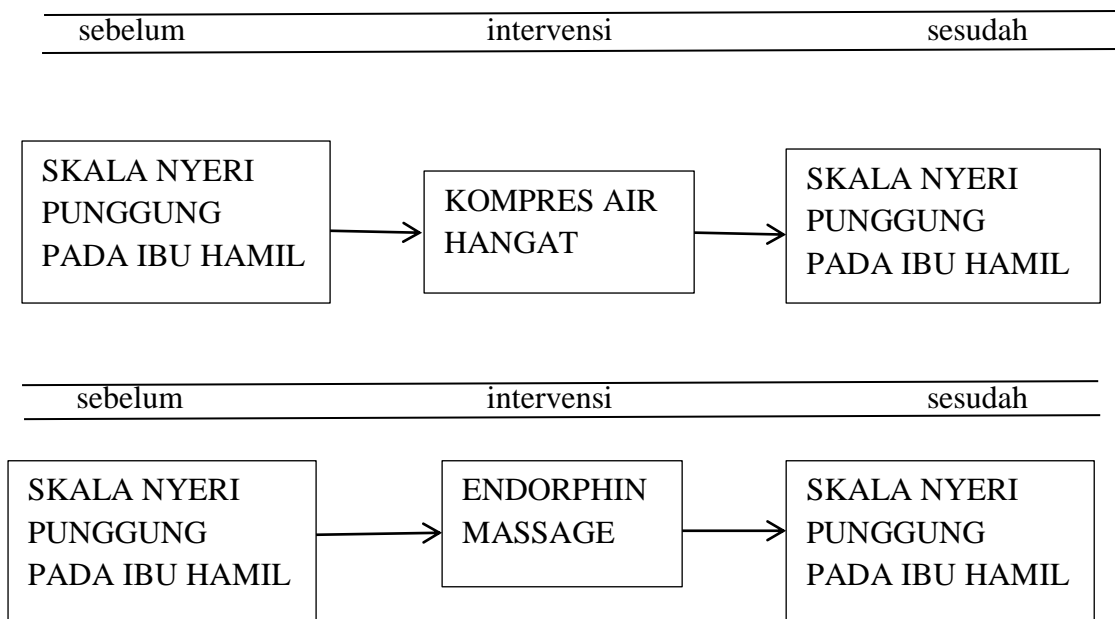 sebelum intervensi sesudah
SKALA NYERI
PUNGGUNG
PADA IBU HAMIL
KOMPRES AIR
HANGAT
SKALA NYERI
PUNGGUNG
PADA IBU HAMIL
sebelum intervensi sesudah
SKALA NYERI
PUNGGUNG
PADA IBU HAMIL
ENDORPHIN
MASSAGE
SKALA NYERI
PUNGGUNG
PADA IBU HAMIL